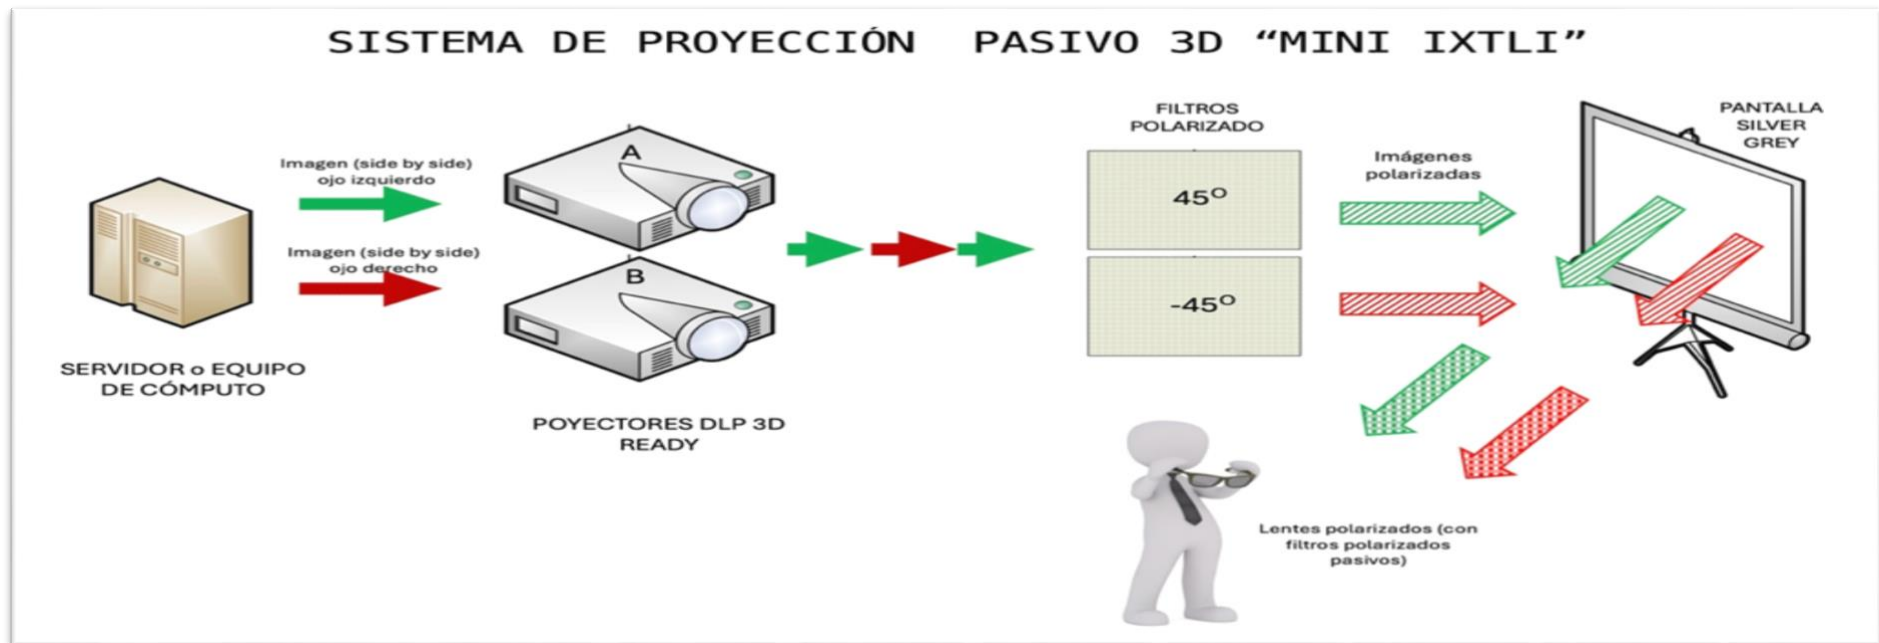 SISTEMA DE PROYECCIÓN PASIVO 3D “MINI IXTLI”
Imagen (side by side)
ojo izquierdo
Imagen (side by side)
ojo derecho
SERVIDOR o EQUIPO
DE CÓMPUTO
A
B
POYECTORES DLP 3D
READY
FILTROS
POLARIZADO
45º
-45º
Imágenes
polarizadas
PANTALLA
SILVER
GREY
Lentes polarizados (con
filtros polarizados
pasivos)